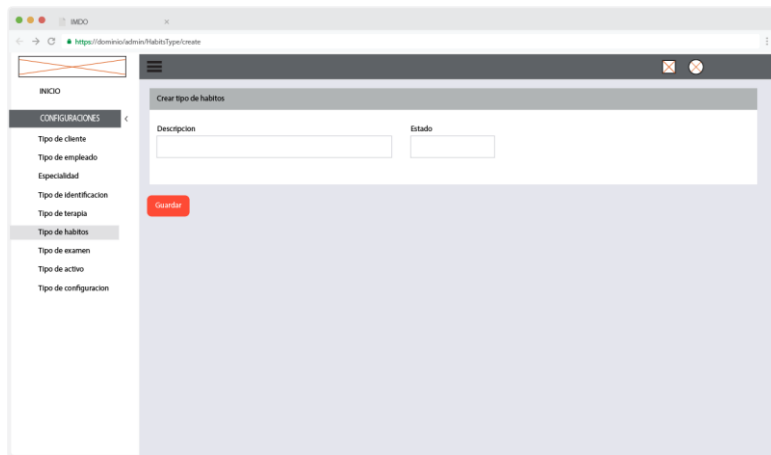 IMDO
https://dominio/admin/HabitsType/create
INICIO
CONFIGURACIONES
Tipo de cliente
Tipo de empleado
Especialidad
Tipo de identificacion
Tipo de terapia
Tipo de habitos
Tipo de examen
Tipo de activo
Tipo de configuracion
Crear tipo de habitos
Descripcion Estado
Guardar